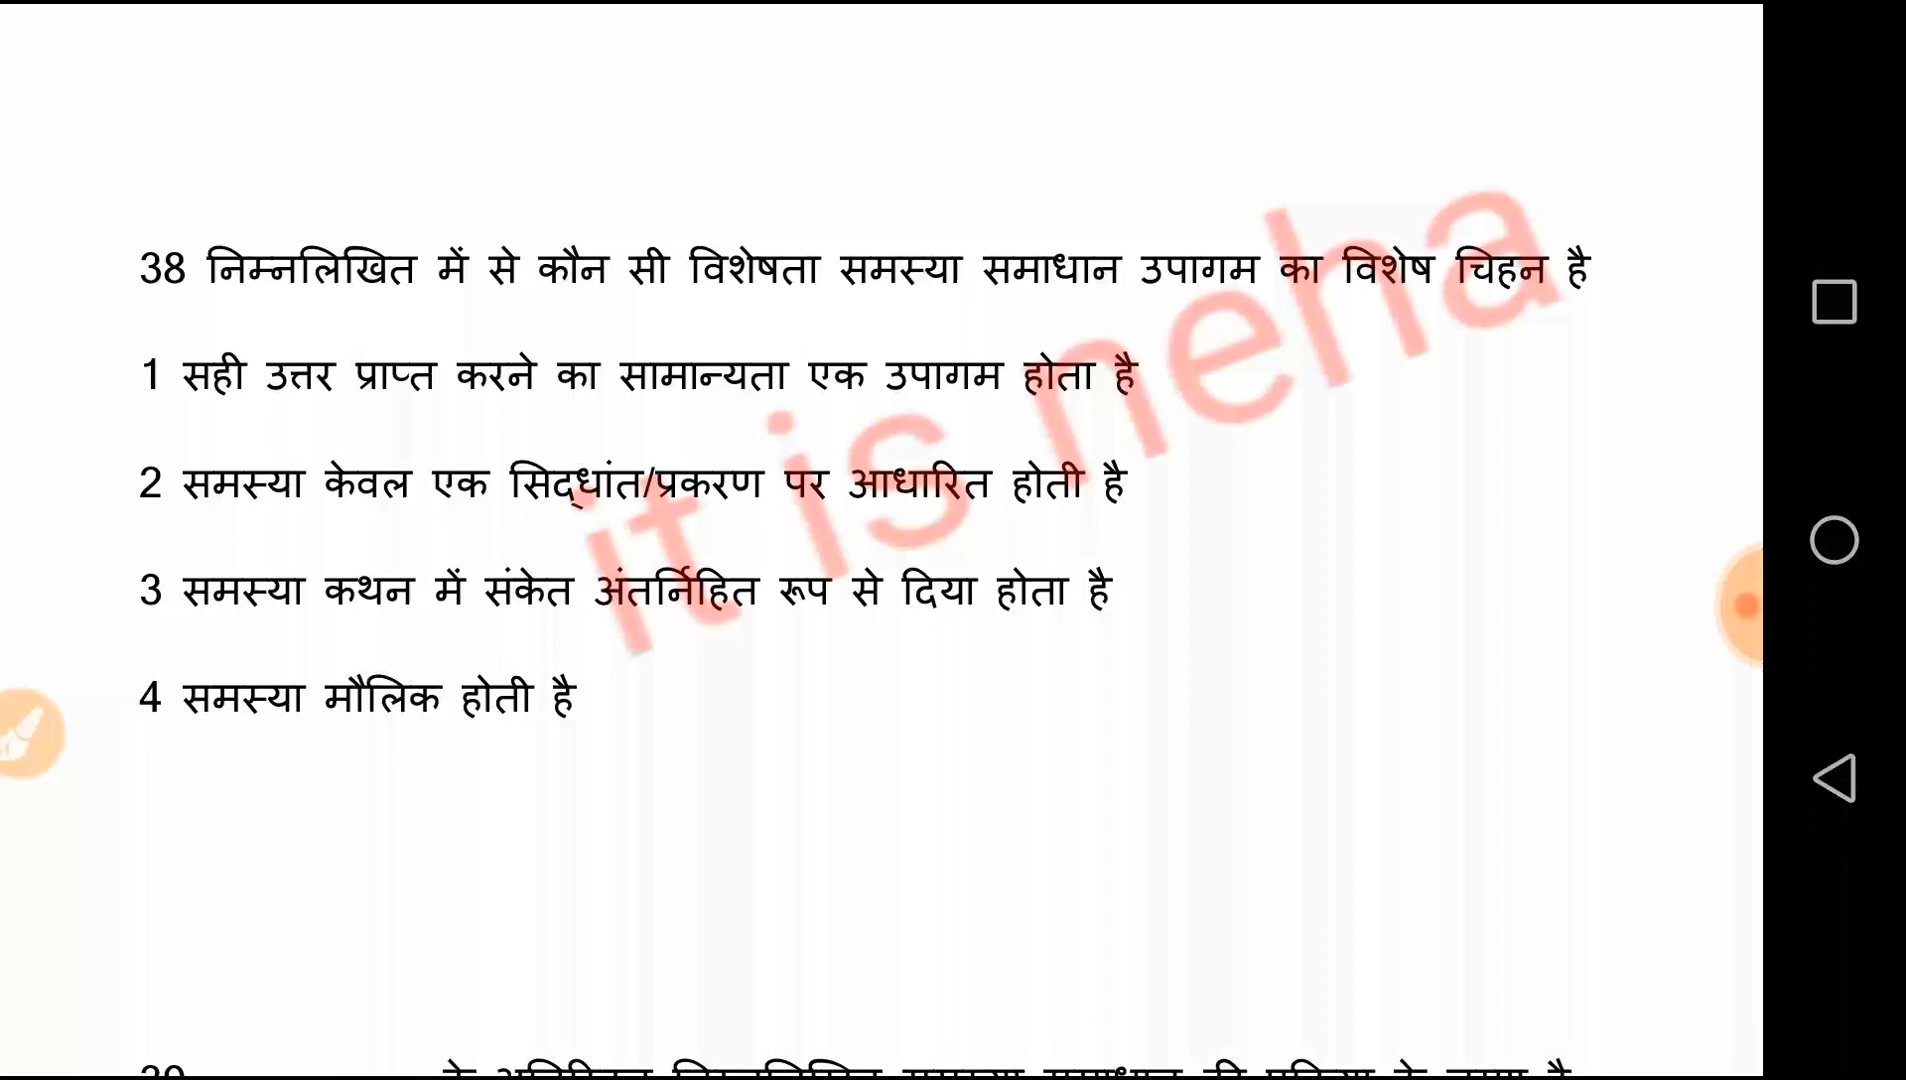 38 निम्नलिखित में से कौन सी विशेषता समस्या समाधान उपागम का विशेष चिहन है
1 सही उत्तर प्राप्त करने का सामान्यता एक उपागम होता है
2 समस्या केवल एक सिद्धांत/प्रकरण पर आधारित होती है
3 समस्या कथन में संकेत अंतर्निहित रूप से दिया होता है
4 समस्या मौलिक होती है
it is neha